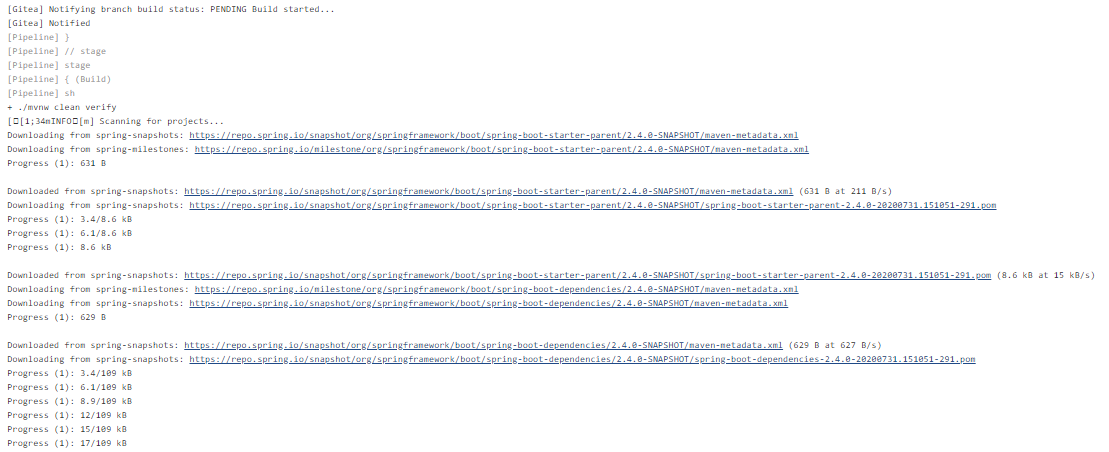 [Gitea] Notifying branch build status: PENDING Build started...
[Gitea] Notified
[Pipeline] }
[Pipeline] // stage
[Pipeline] stage
[Pipeline] { (Build)
[Pipeline] sh
+ ./mvnw clean verify
[□[1;34mINFO□[m] Scanning for projects...
Downloading from spring-snapshots: https://repo.spring.io/snapshot/org/springframework/boot/spring-boot-starter-parent/2.4.0-SNAPSHOT/maven-metadata.xml
Downloading from spring-milestones: https://repo.spring.io/milestone/org/springframework/boot/spring-boot-starter-parent/2.4.0-SNAPSHOT/maven-metadata.xml
Progress (1): 631 B
Downloaded from spring-snapshots: https://repo.spring.io/snapshot/org/springframework/boot/spring-boot-starter-parent/2.4.0-SNAPSHOT/maven-metadata.xml (631 B at 211 B/s)
Downloading from spring-snapshots: https://repo.spring.io/snapshot/org/springframework/boot/spring-boot-starter-parent/2.4.0-SNAPSHOT/spring-boot-starter-parent-2.4.0-20200731.151051-291.pom
Progress (1): 3.4/8.6 kB
Progress (1): 6.1/8.6 kB
Progress (1): 8.6 kB
Downloaded from spring-snapshots: https://repo.spring.io/snapshot/org/springframework/boot/spring-boot-starter-parent/2.4.0-SNAPSHOT/spring-boot-starter-parent-2.4.0-20200731.151051-291.pom (8.6 kB at 15 kB/s)
Downloading from spring-milestones: https://repo.spring.io/milestone/org/springframework/boot/spring-boot-dependencies/2.4.0-SNAPSHOT/maven-metadata.xml
Downloading from spring-snapshots: https://repo.spring.io/snapshot/org/springframework/boot/spring-boot-dependencies/2.4.0-SNAPSHOT/maven-metadata.xml
Progress (1): 629 B
Downloaded from spring-snapshots: https://repo.spring.io/snapshot/org/springframework/boot/spring-boot-dependencies/2.4.0-SNAPSHOT/maven-metadata.xml (629 B at 627 B/s)
Downloading from spring-snapshots: https://repo.spring.io/snapshot/org/springframework/boot/spring-boot-dependencies/2.4.0-SNAPSHOT/spring-boot-dependencies-2.4.0-20200731.151051-291.pom
Progress (1): 3.4/109 kB
Progress (1): 6.1/109 kB
Progress (1): 8.9/109 kB
Progress (1): 12/109 kB
Progress (1): 15/109 kB
Progress (1): 17/109 kB